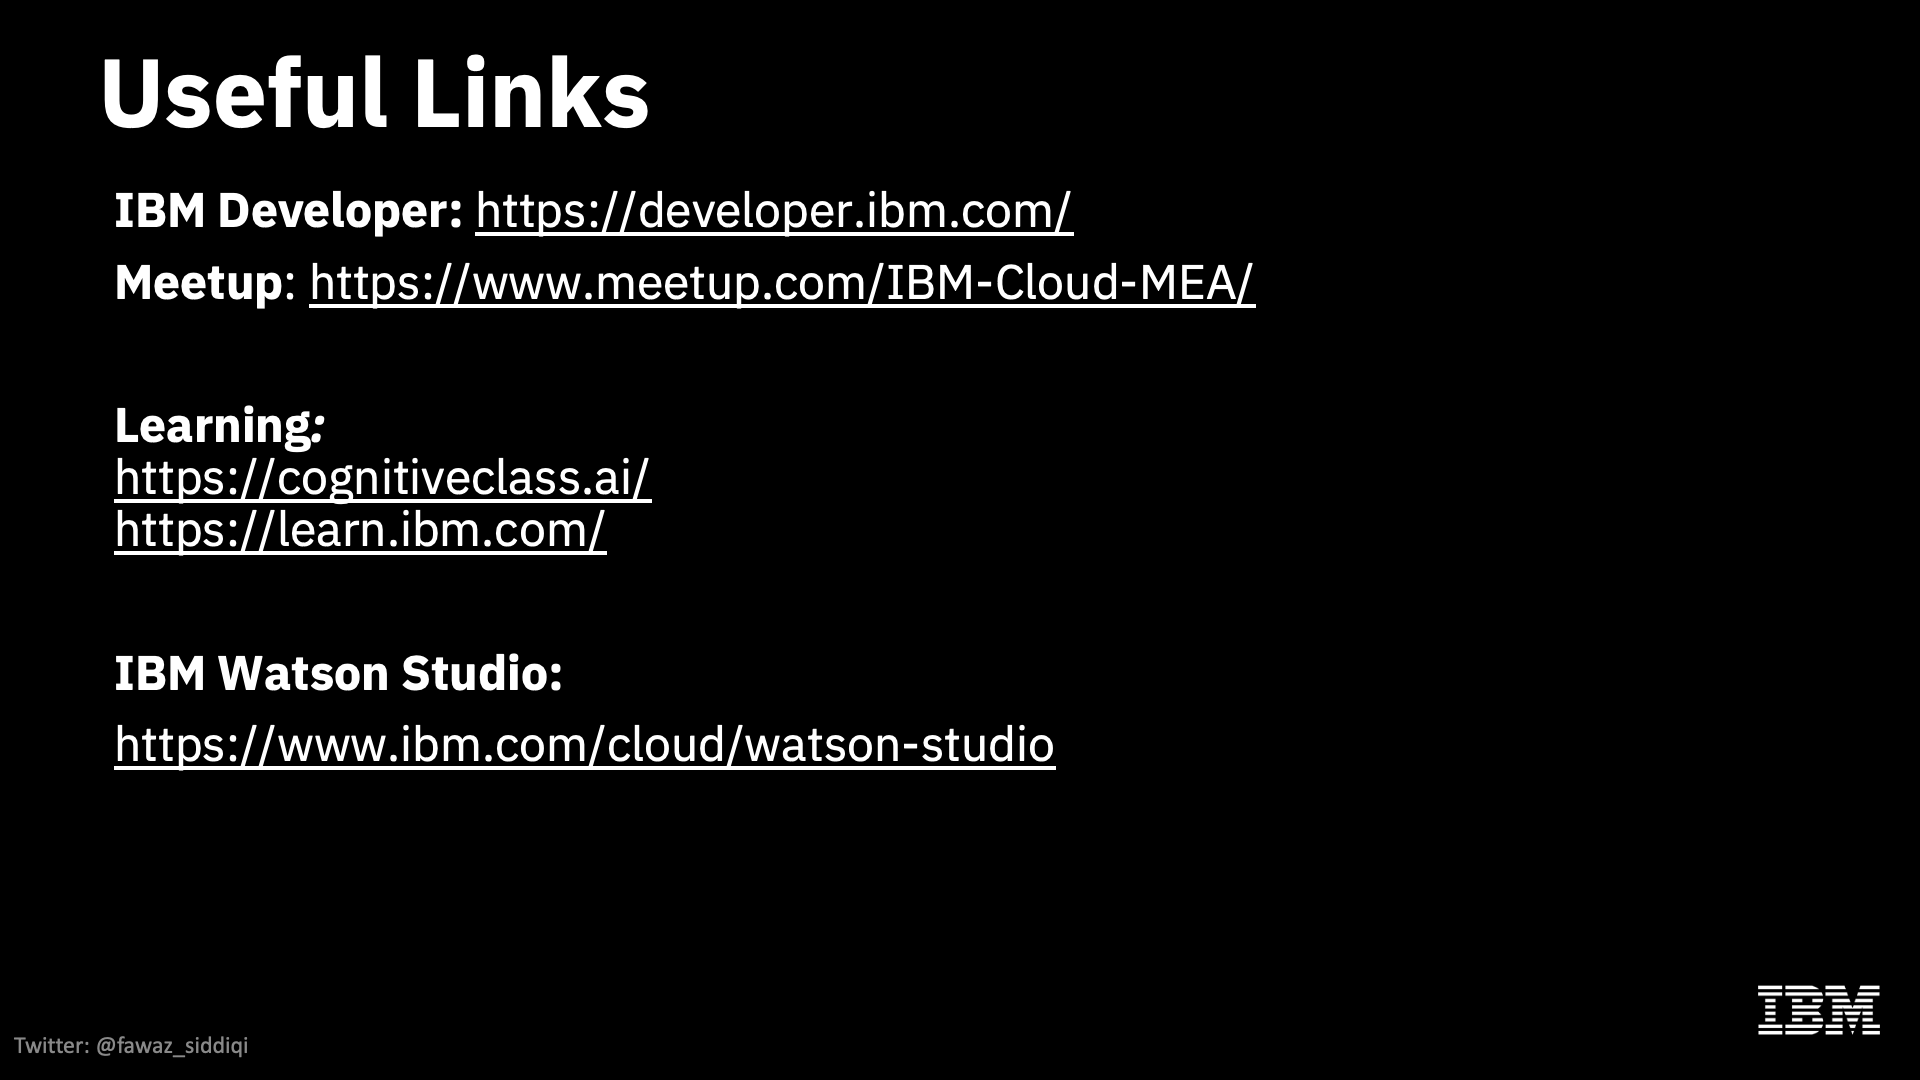 Useful Links
IBM Developer: https://developer.ibm.com/
Meetup: https://www.meetup.com/IBM-Cloud-MEA/
Learning:
https://cognitiveclass.ai/
https://learn.ibm.com/
IBM Watson Studio:
https://www.ibm.com/cloud/watson-studio
IBM
Twitter: @fawaz_siddiqi